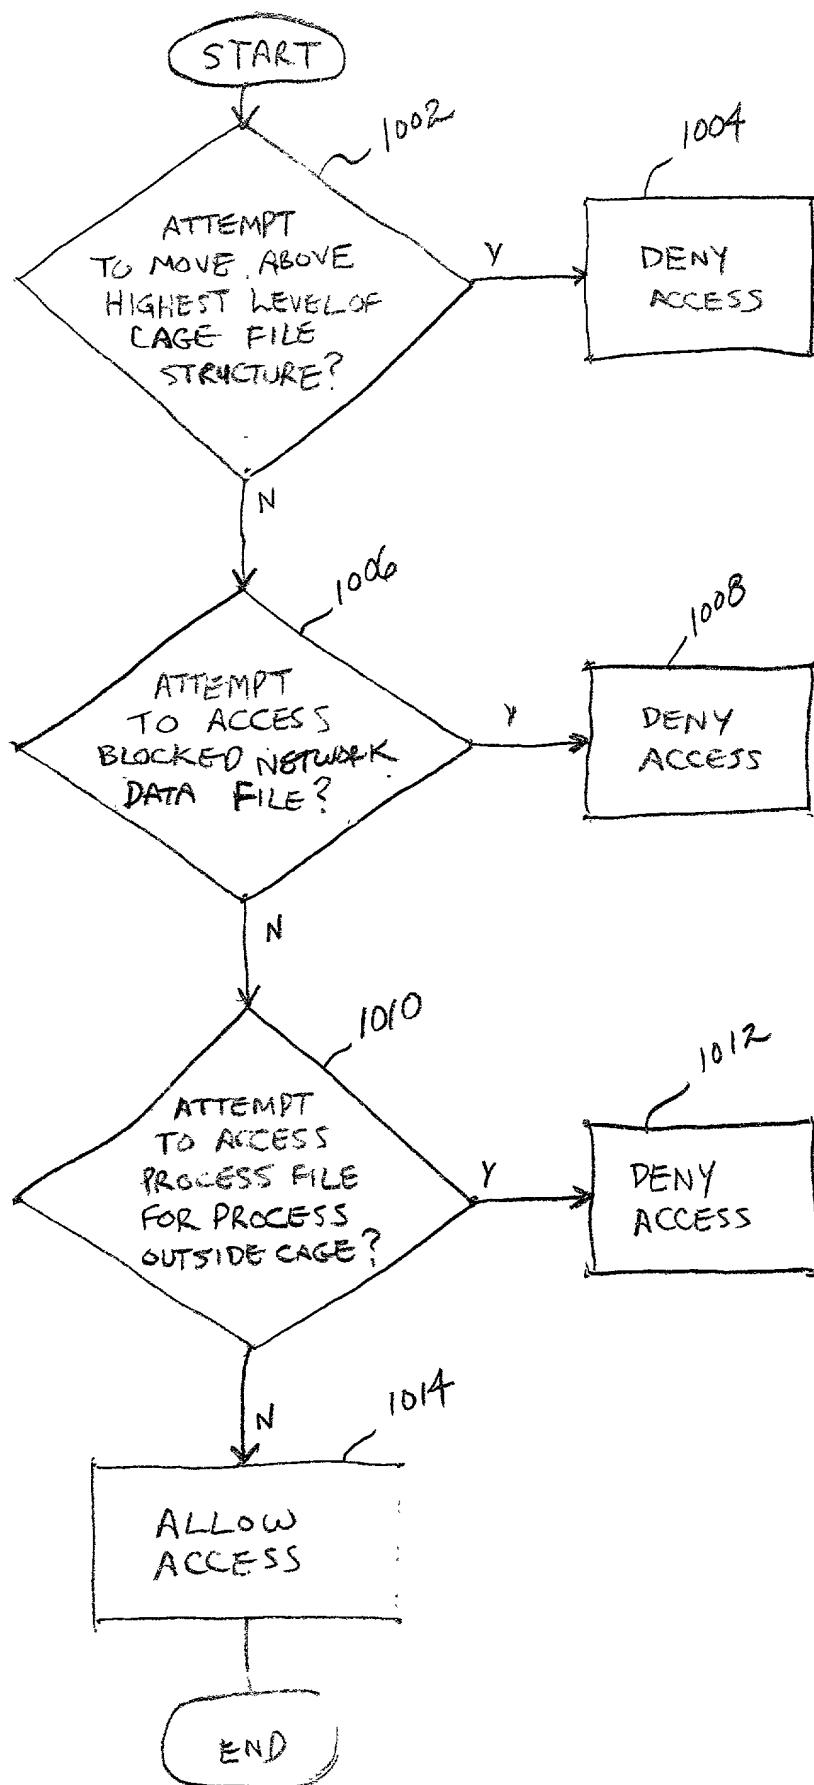 START
1002
ATTEMPT
TO MOVE ABOVE
HIGHEST LEVEL OF
CAGE FILE
STRUCTURE?
Y
1004
DENY
ACCESS
N
1006
ATTEMPT
TO ACCESS
BLOCKED NETWORK
DATA FILE?
Y
1008
DENY
ACCESS
N
1010
ATTEMPT
TO ACCESS
PROCESS FILE
FOR PROCESS
OUTSIDE CAGE?
Y
1012
DENY
ACCESS
N
1014
ALLOW
ACCESS
END